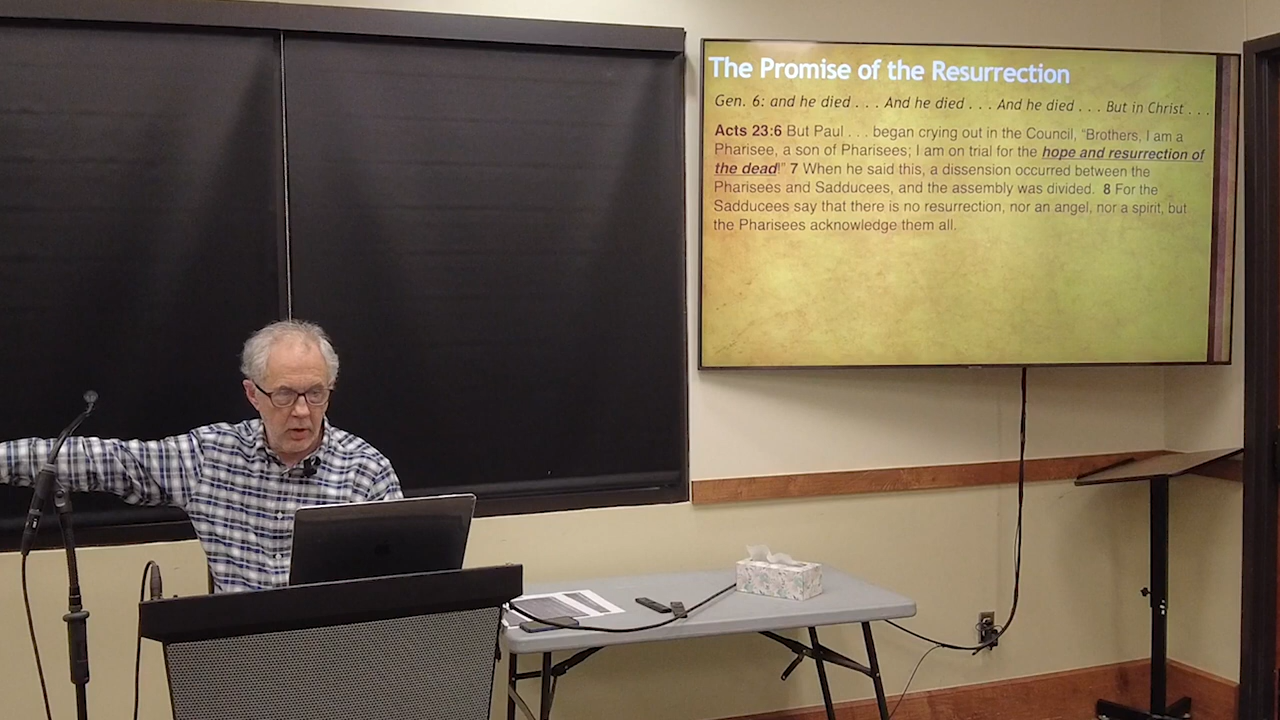 The Promise of the Resurrection
Gen. 6: and he died . . . And he died . . . And he died . . . But in Christ . . .
Acts 23:6 But Paul . . . began crying out in the Council, “Brothers, I am a
Pharisee, a son of Pharisees; I am on trial for the hope and resurrection of
the dead!” 7 When he said this, a dissension occurred between the
Pharisees and Sadducees, and the assembly was divided. 8 For the
Sadducees say that there is no resurrection, nor an angel, nor a spirit, but
the Pharisees acknowledge them all.